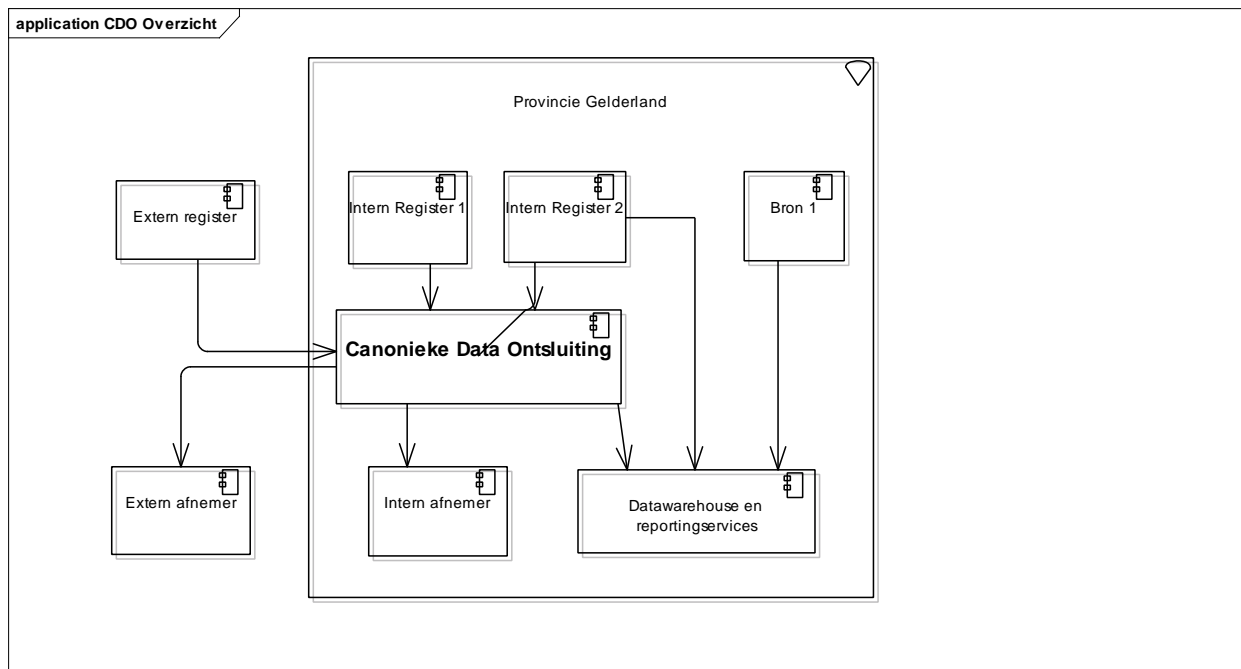 application CDO Overzicht
Provincie Gelderland
Extern register
Intern Register 1
Intern Register 2
Bron 1
Canonieke Data Ontsluiting
Extern afnemer
Intern afnemer
Datawarehouse en
reportingservices